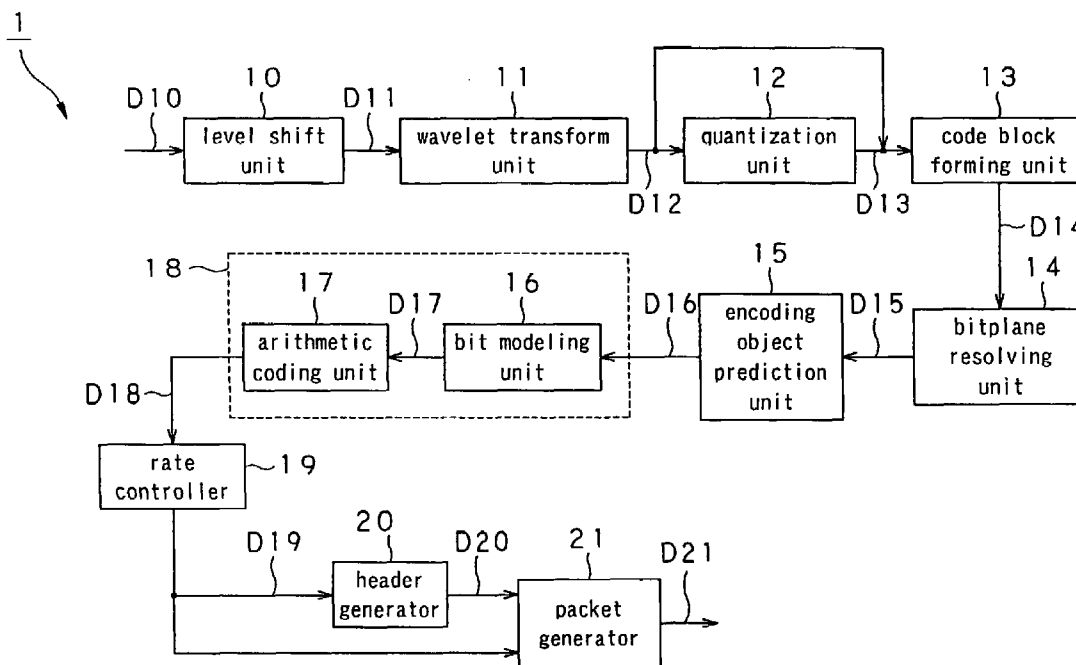 1
D10
10
level shift
unit
D11
11
wavelet transform
unit
D12
12
quantization
unit
D13
13
code block
forming unit
D14
14
bitplane
resolving
unit
D15
15
encoding
object
prediction
unit
D16
18
16
bit modeling
unit
D17
17
arithmetic
coding unit
D18
rate
controller
19
D19
20
header
generator
D20
21
packet
generator
D21